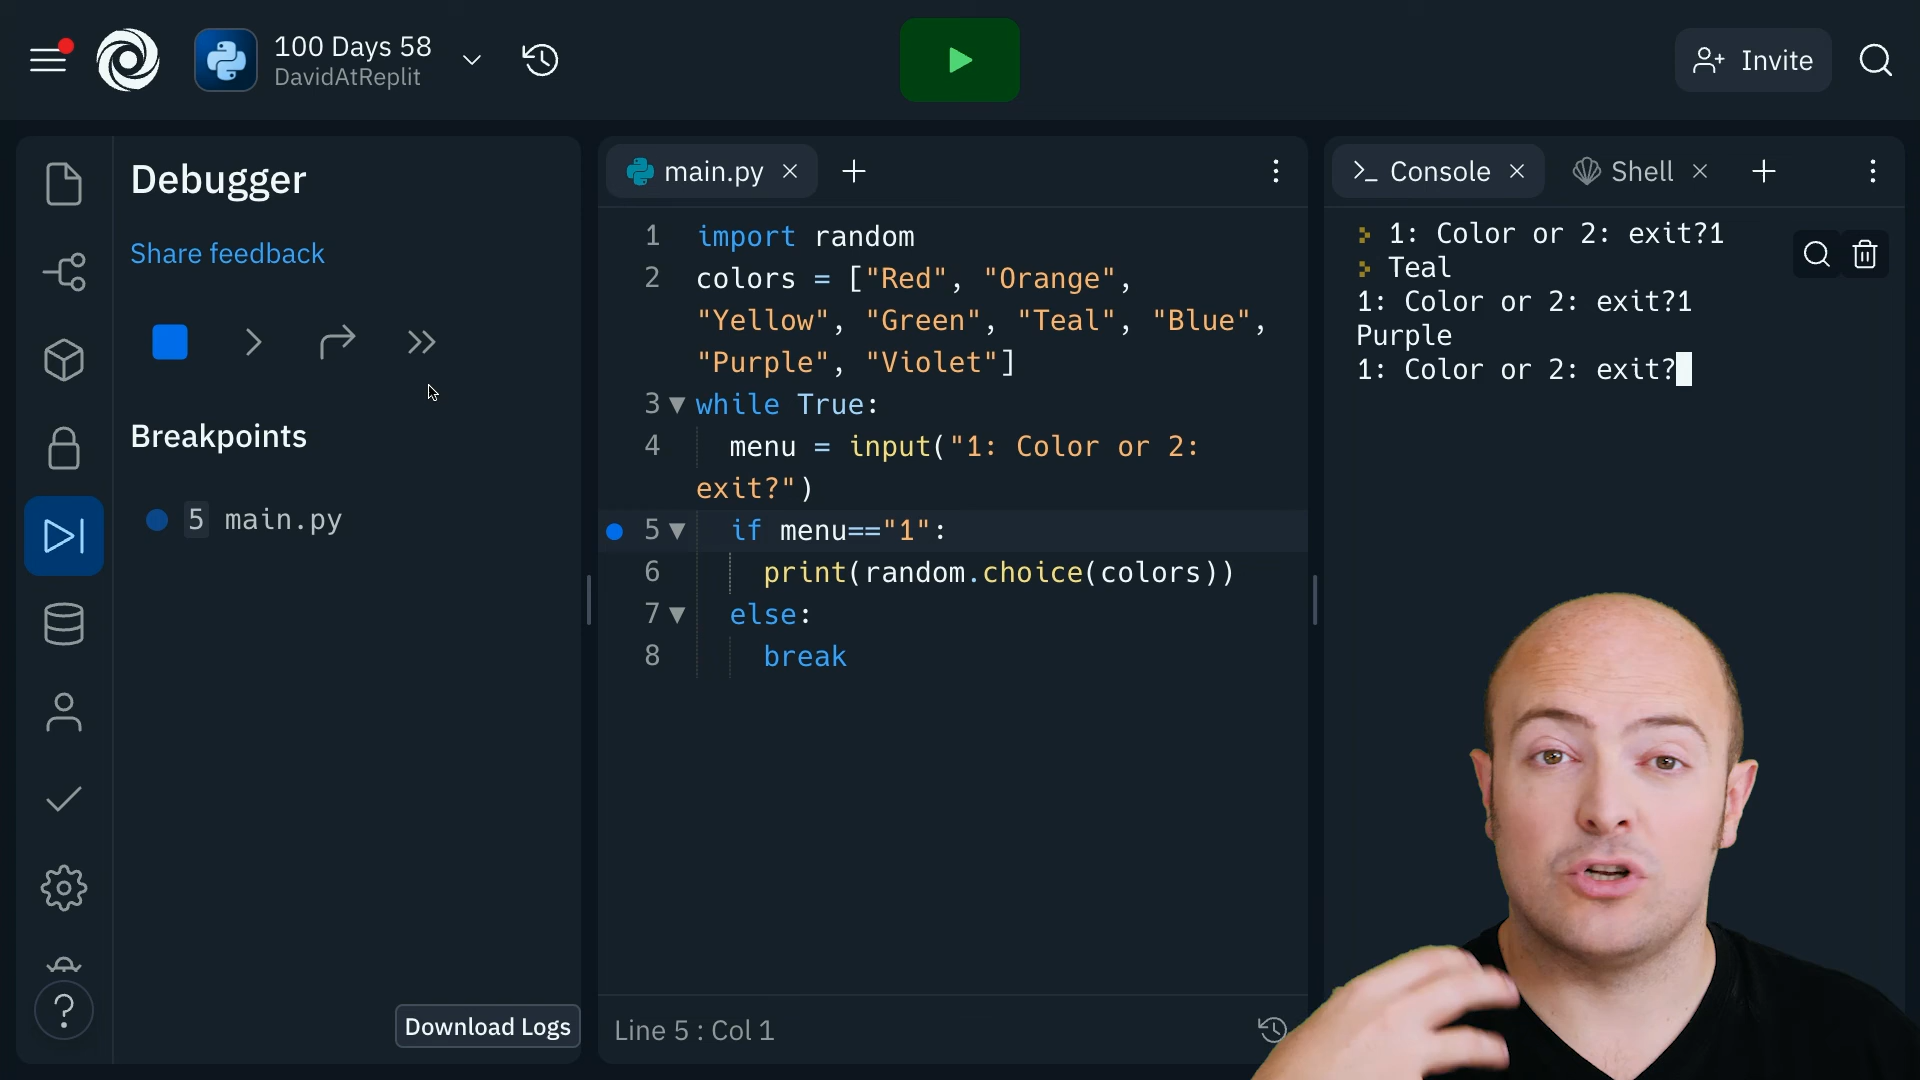 100 Days 58
DavidAtReplit
Invite
Debugger
Share feedback
Breakpoints
5 main.py
Download Logs
main.py
1 import random
2 colors = ["Red", "Orange",
"Yellow", "Green", "Teal", "Blue",
"Purple", "Violet"]
3 while True:
4 menu = input("1: Color or 2:
exit?")
5 if menu=="1":
6 print(random.choice(colors))
7 else:
8 break
Line 5 : Col 1
Console
Shell
1: Color or 2: exit?1
Teal
1: Color or 2: exit?1
Purple
1: Color or 2: exit?